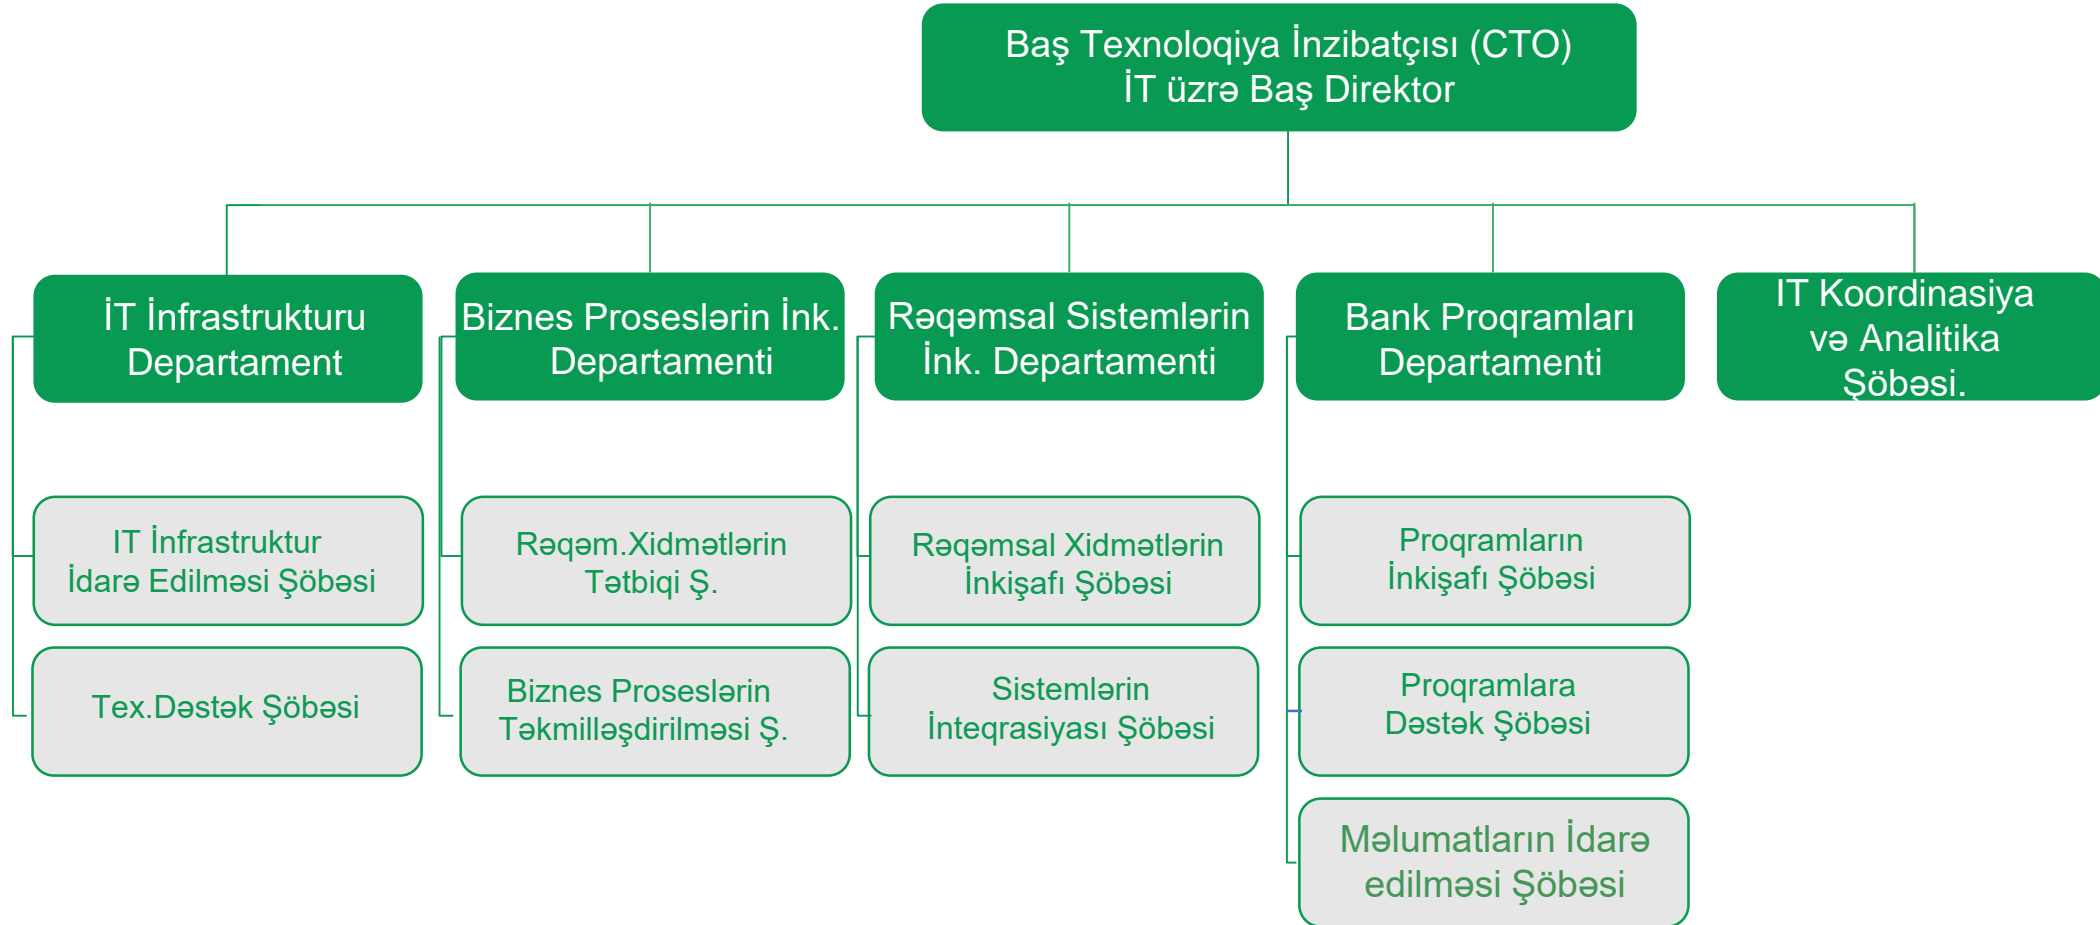 Baş Texnoloqiya İnzibatçısı (CTO)
İT üzrə Baş Direktor
İT İnfrastrukturu
Departament
Biznes Proseslərin İnk.
Departamenti
Rəqəmsal Sistemlərin
İnk. Departamenti
Bank Proqramları
Departamenti
IT Koordinasiya
və Analitika
Şöbəsi.
IT İnfrastruktur
İdarə Edilməsi Şöbəsi
Rəqəm.Xidmətlərin
Tətbiqi Ş.
Rəqəmsal Xidmətlərin
İnkişafı Şöbəsi
Proqramların
İnkişafı Şöbəsi
Tex.Dəstək Şöbəsi
Biznes Proseslərin
Təkmilləşdirilməsi Ş.
Sistemlərin
İnteqrasiyası Şöbəsi
Proqramlara
Dəstək Şöbəsi
Məlumatların İdarə
edilməsi Şöbəsi